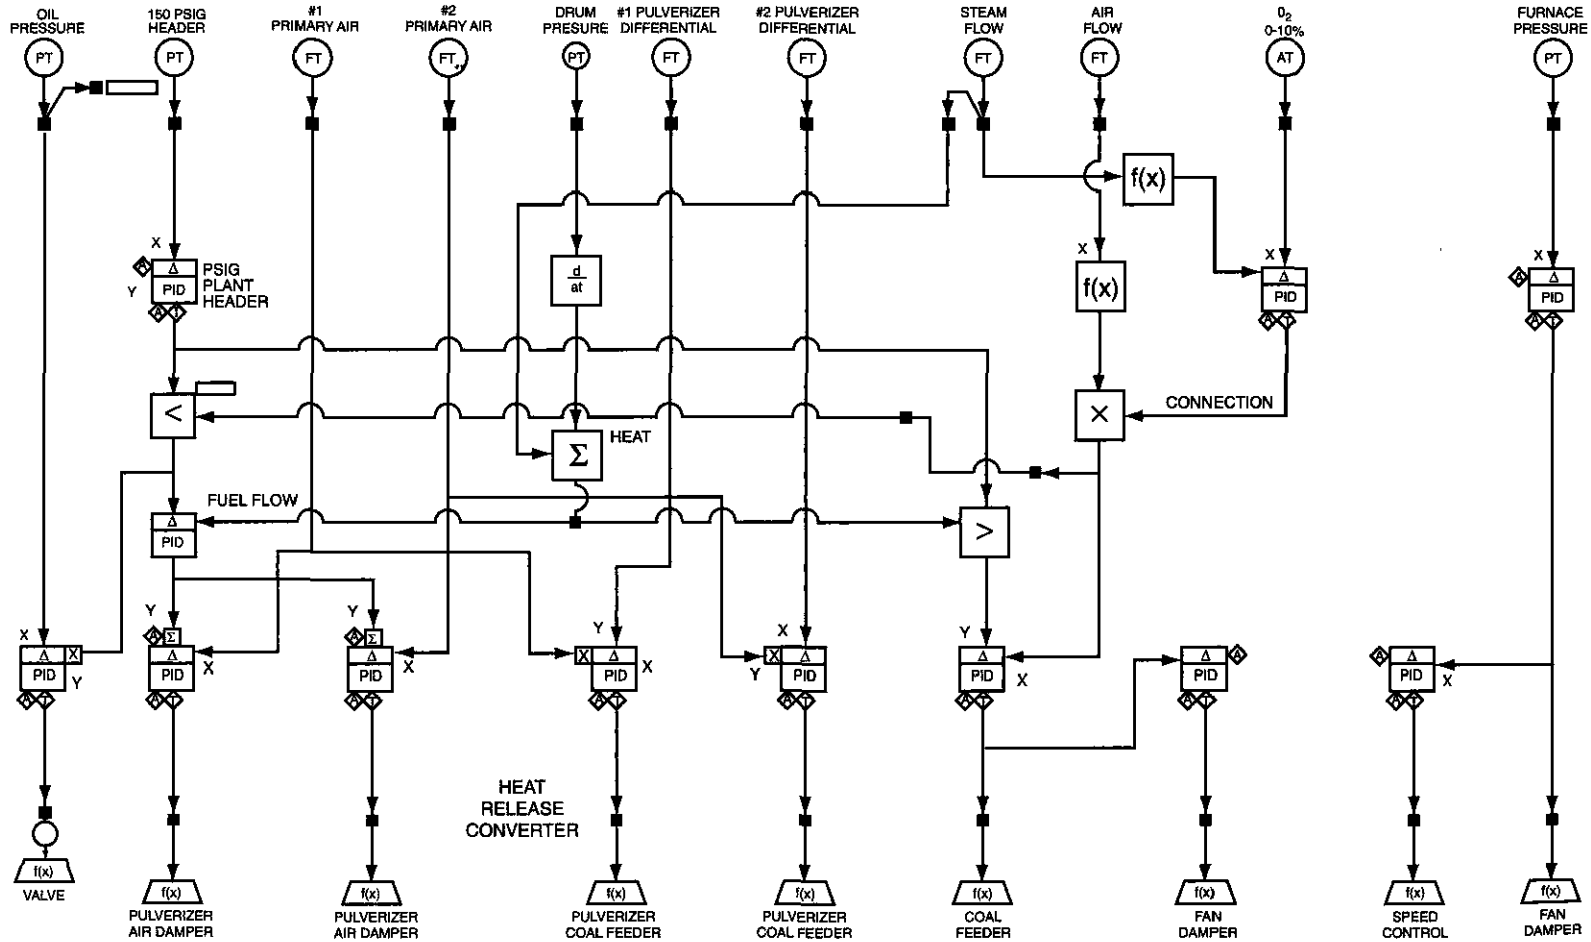 OIL
PRESSURE
150 PSIG
HEADER
#1
PRIMARY AIR
#2
PRIMARY AIR
DRUM
PRESURE
#1 PULVERIZER
DIFFERENTIAL
#2 PULVERIZER
DIFFERENTIAL
STEAM
FLOW
AIR
FLOW
0₂
0-10%
FURNACE
PRESSURE
PT
PT
FT
FT
PT
FT
FT
FT
FT
AT
PT
f(x)
X
A
Δ
PID
Y
A T
PSIG
PLANT
HEADER
d
at
X
f(x)
X
Δ
PID
A T
X
A
Δ
PID
A T
<
Σ
HEAT
×
CONNECTION
FUEL FLOW
Δ
PID
>
X
Δ
X
PID
Y
A T
Y
A
Σ
Δ
PID
X
A T
Y
A
Σ
Δ
PID
X
A T
Y
X
Δ
PID
X
A T
X
X
Δ
Y
PID
A T
Y
Δ
PID
X
A T
Δ
A
PID
A T
A
Δ
PID
X
A T
HEAT
RELEASE
CONVERTER
f(x)
f(x)
f(x)
f(x)
f(x)
f(x)
f(x)
f(x)
f(x)
VALVE
PULVERIZER
AIR DAMPER
PULVERIZER
AIR DAMPER
PULVERIZER
COAL FEEDER
PULVERIZER
COAL FEEDER
COAL
FEEDER
FAN
DAMPER
SPEED
CONTROL
FAN
DAMPER